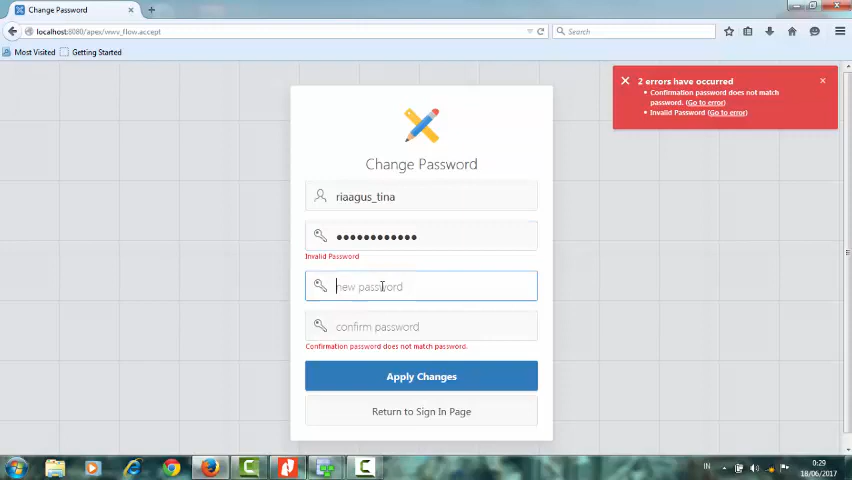 Change Password
localhost:8080/apex/wwv_flow.accept
Search
Most Visited
Getting Started
2 errors have occurred
Confirmation password does not match
password. (Go to error)
Invalid Password (Go to error)
Change Password
riaagus_tina
Invalid Password
new password
confirm password
Confirmation password does not match password.
Apply Changes
Return to Sign In Page
IN
0:29
18/06/2017